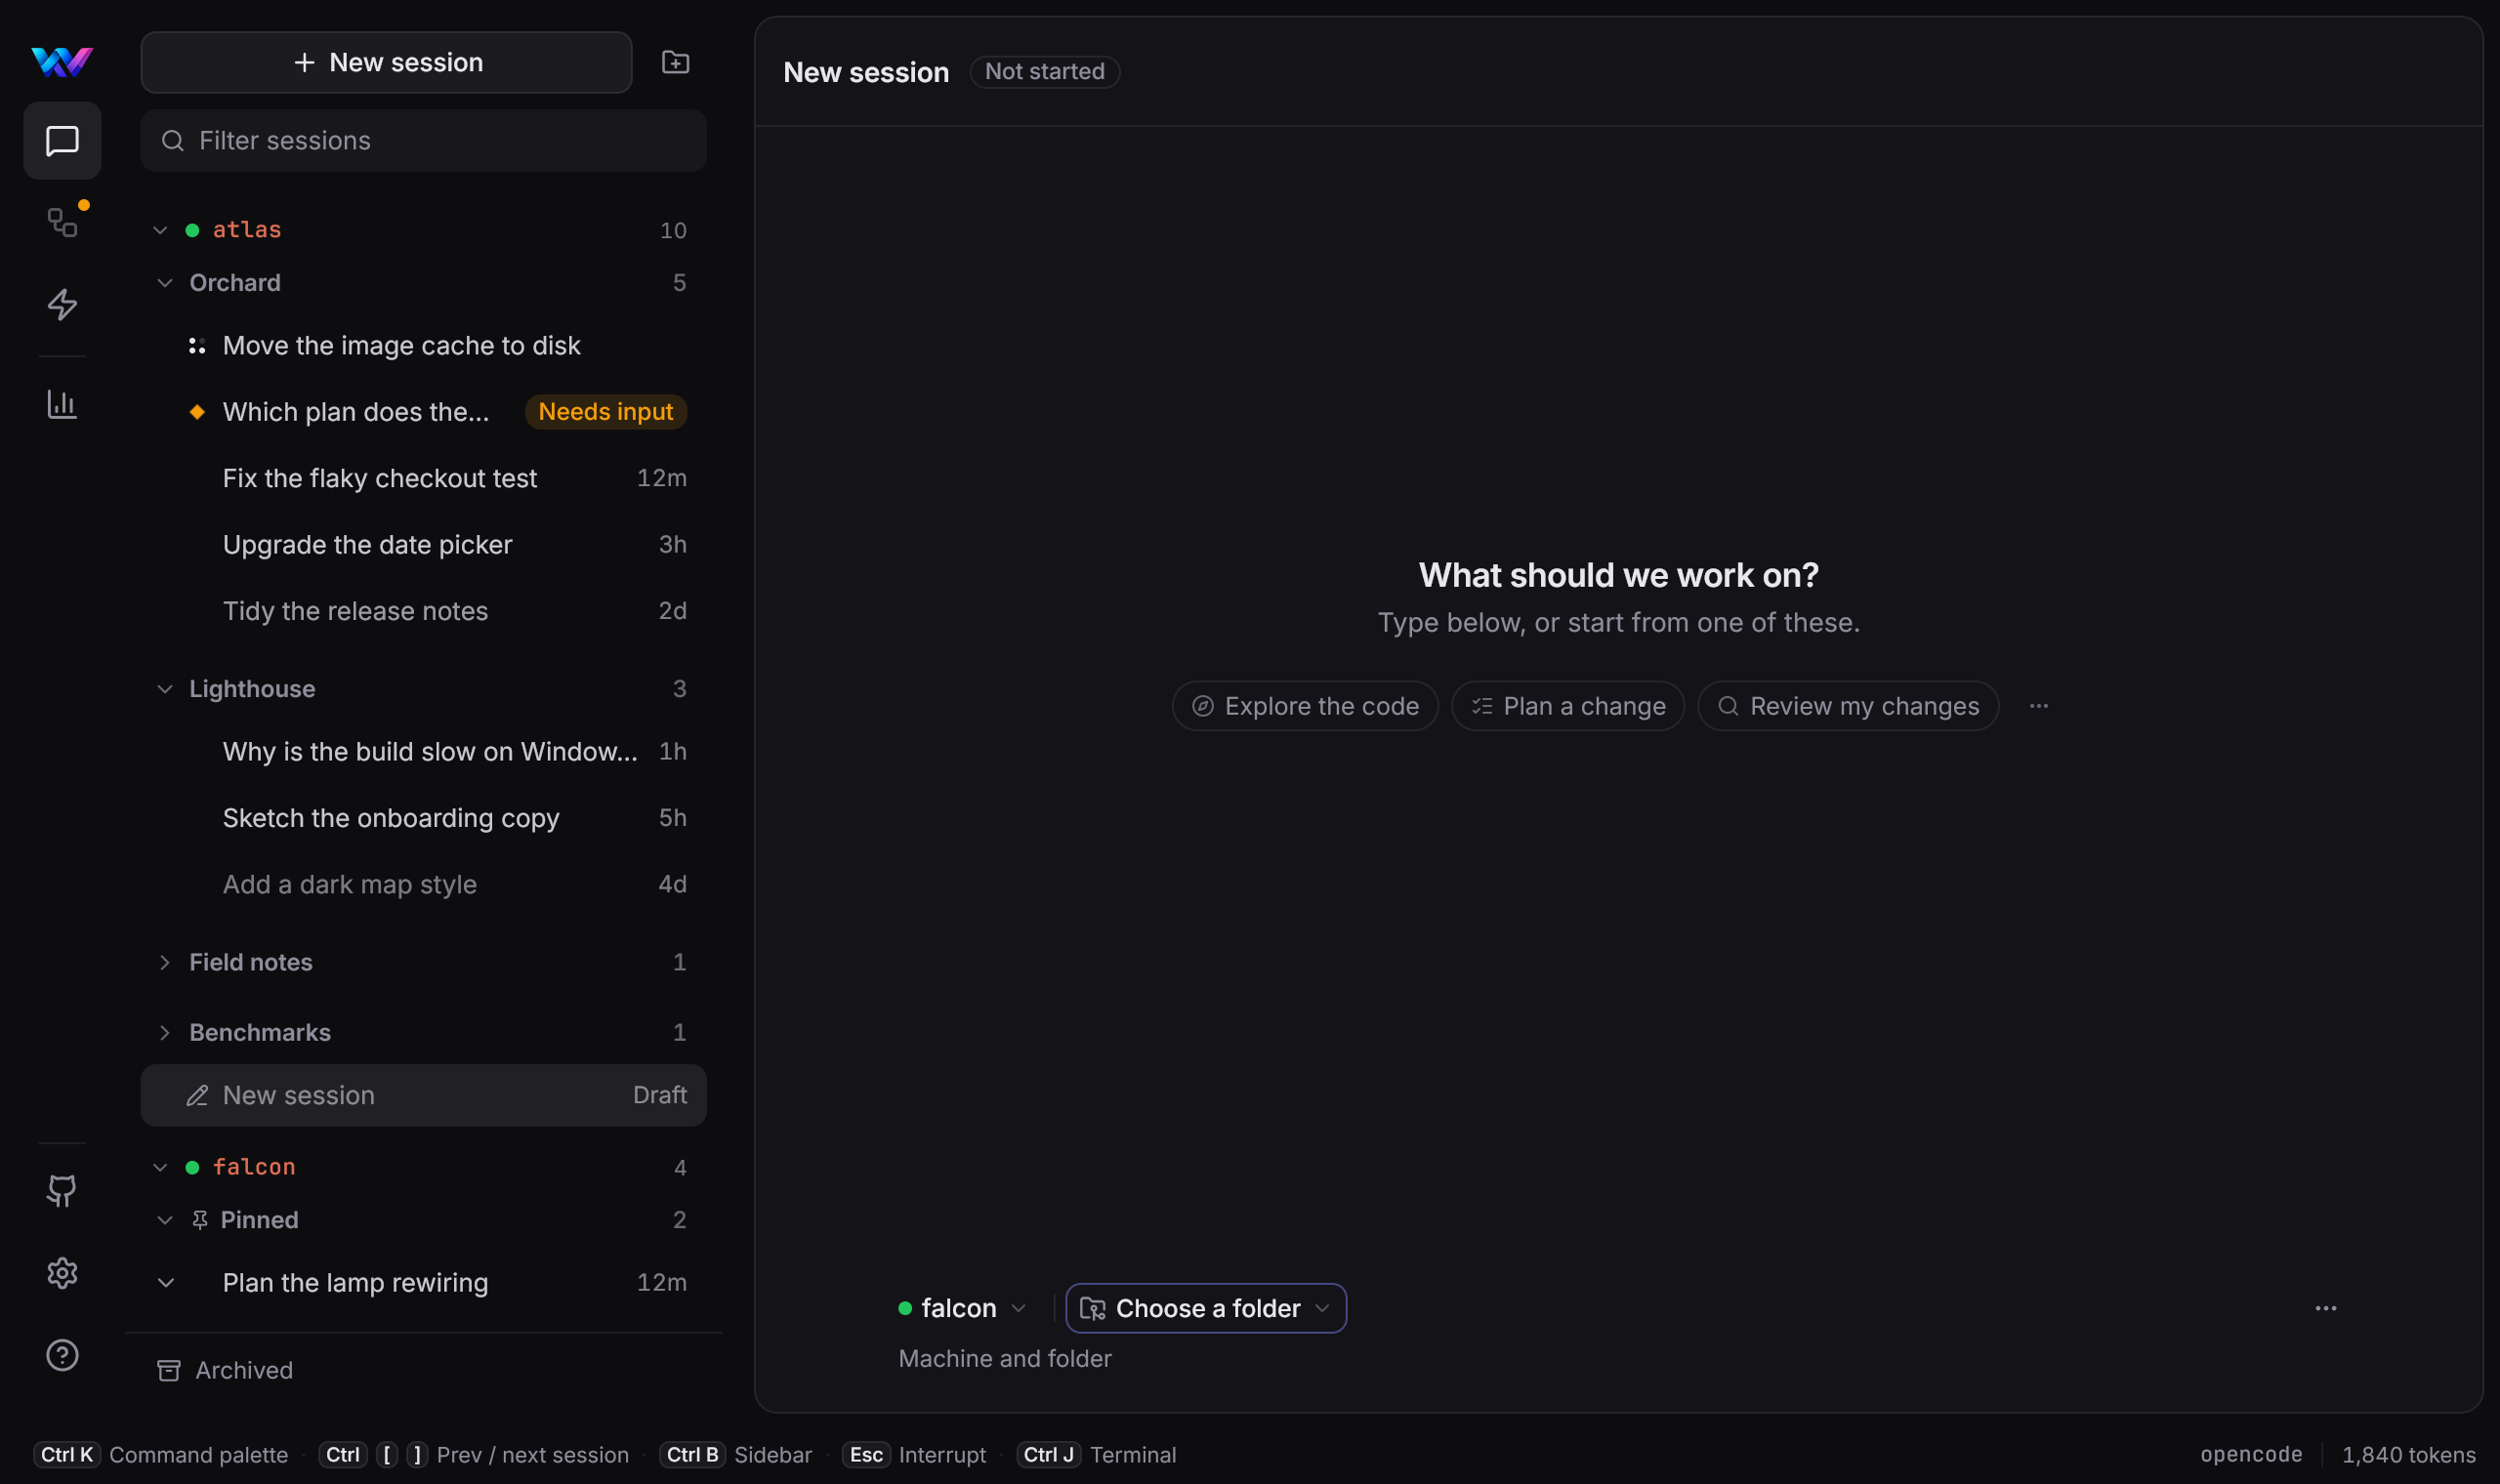 New session
Filter sessions
atlas 10
Orchard 5
Move the image cache to disk
Which plan does the... Needs input
Fix the flaky checkout test 12m
Upgrade the date picker 3h
Tidy the release notes 2d
Lighthouse 3
Why is the build slow on Window... 1h
Sketch the onboarding copy 5h
Add a dark map style 4d
Field notes 1
Benchmarks 1
New session Draft
falcon 4
Pinned 2
Plan the lamp rewiring 12m
Archived
New session Not started
What should we work on?
Type below, or start from one of these.
Explore the code Plan a change Review my changes
falcon Choose a folder
Machine and folder
Ctrl K Command palette · Ctrl [ ] Prev / next session · Ctrl B Sidebar · Esc Interrupt · Ctrl J Terminal
opencode 1,840 tokens